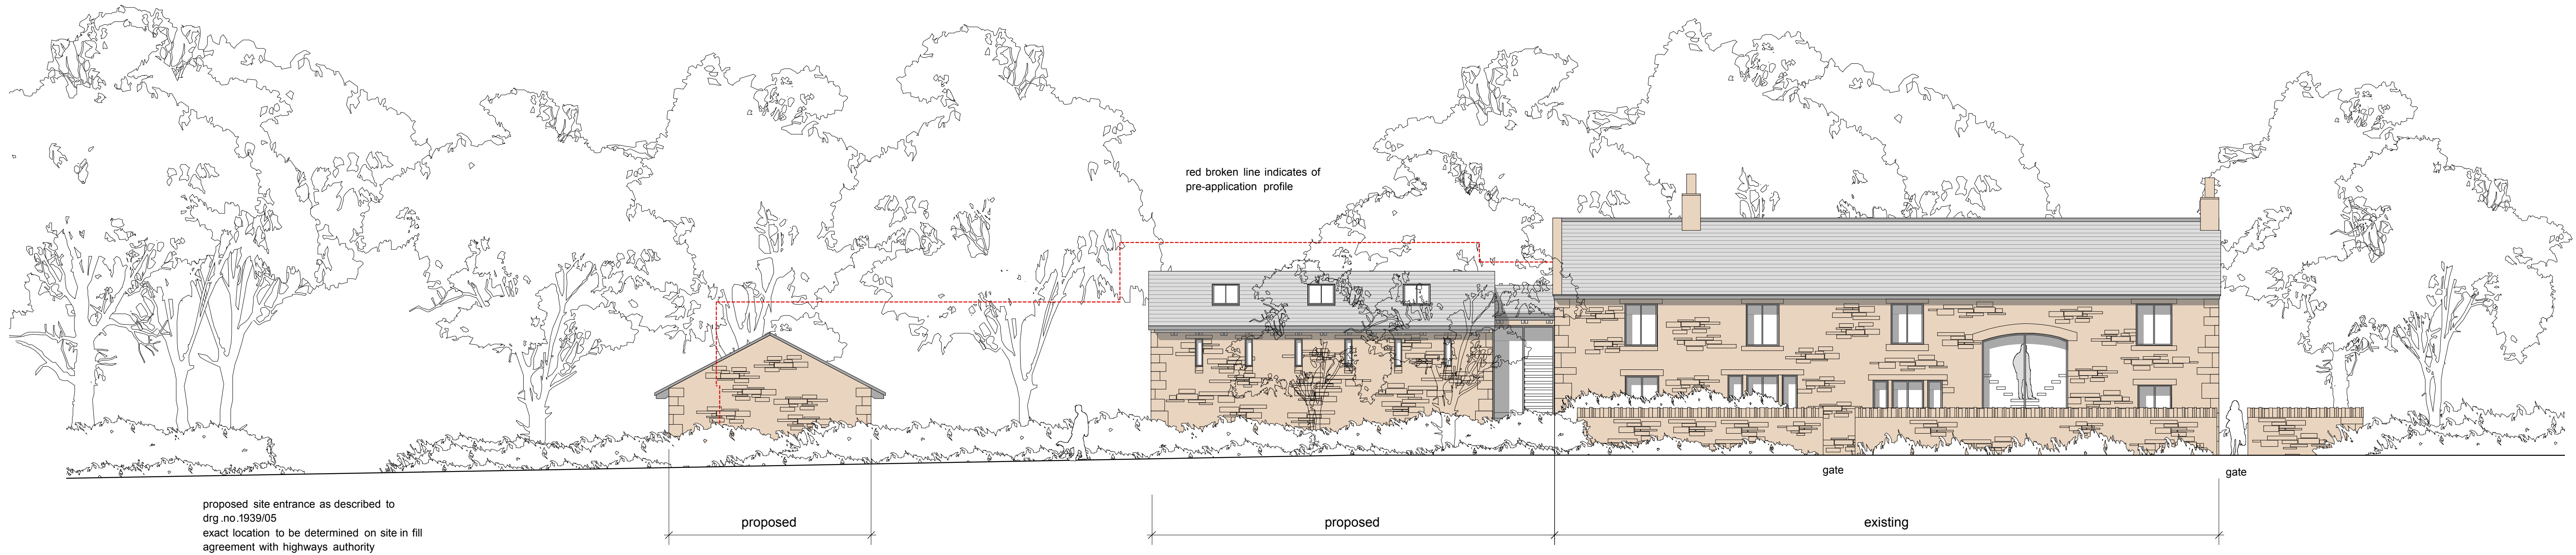 red broken line indicates of
pre-application profile
gate
gate
proposed site entrance as described to
drg .no.1939/05
exact location to be determined on site in fill
agreement with highways authority
proposed
proposed
existing